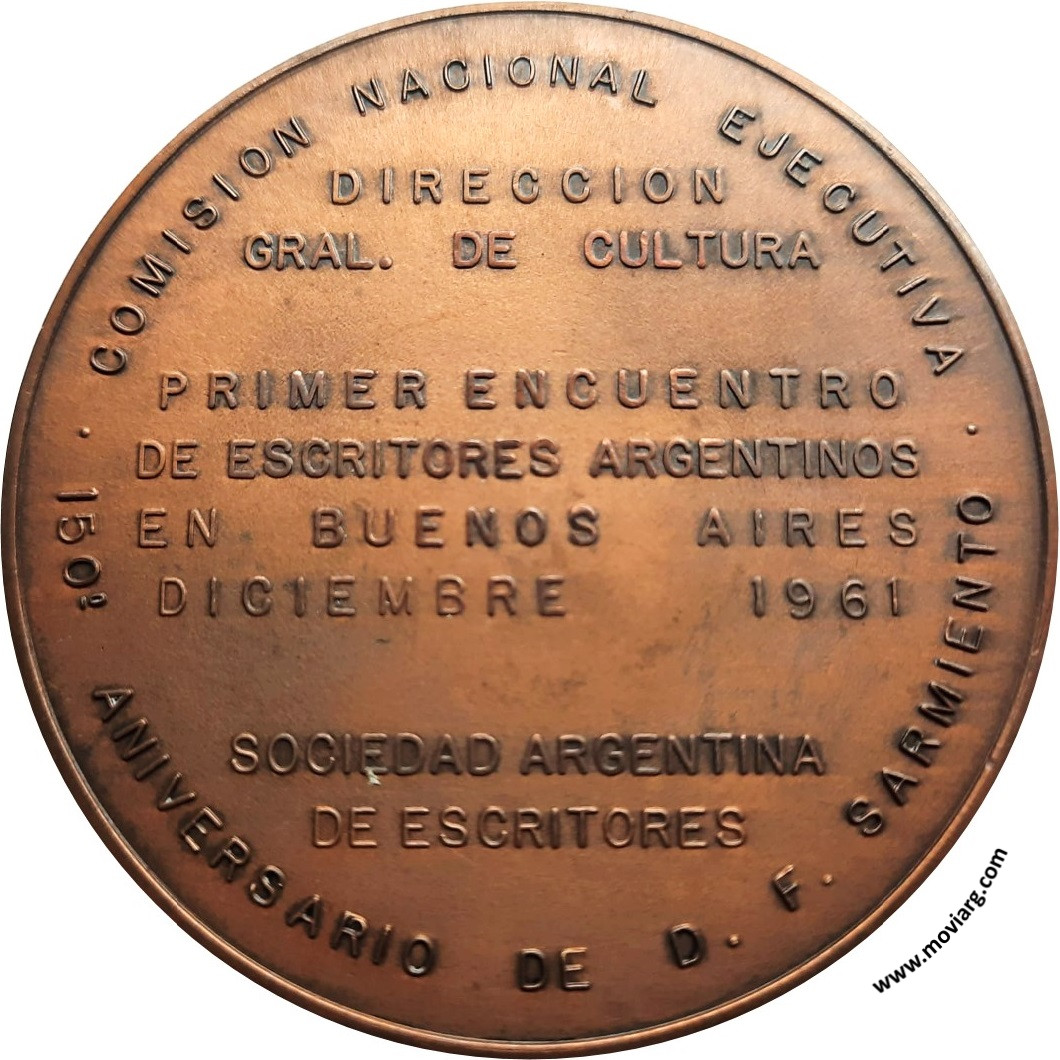 COMISION NACIONAL EJECUTIVA
DIRECCION
GRAL. DE CULTURA
PRIMER ENCUENTRO
DE ESCRITORES ARGENTINOS
EN BUENOS AIRES
DICIEMBRE 1961
SOCIEDAD ARGENTINA
DE ESCRITORES
· 150º ANIVERSARIO DE D. F. SARMIENTO ·
www.moviarg.com